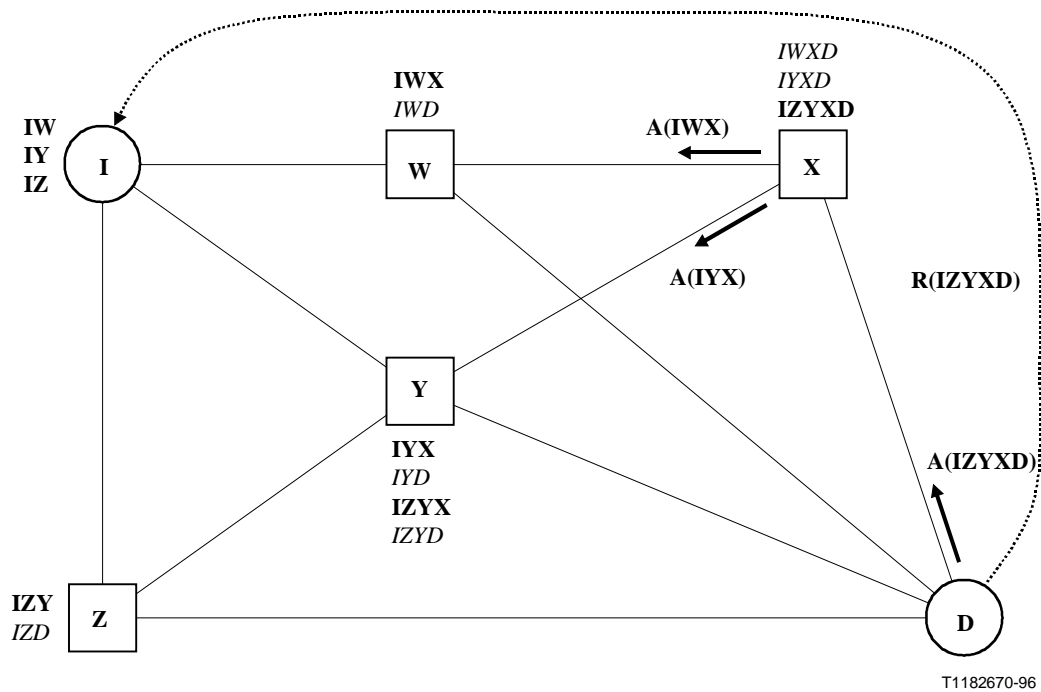 IWXD
IYXD
IZYXD
IWX
IWD
A(IWX)
IW
IY
IZ
I
W
X
A(IYX)
R(IZYXD)
Y
IYX
IYD
IZYX
IZYD
A(IZYXD)
IZY
IZD
Z
D
T1182670-96